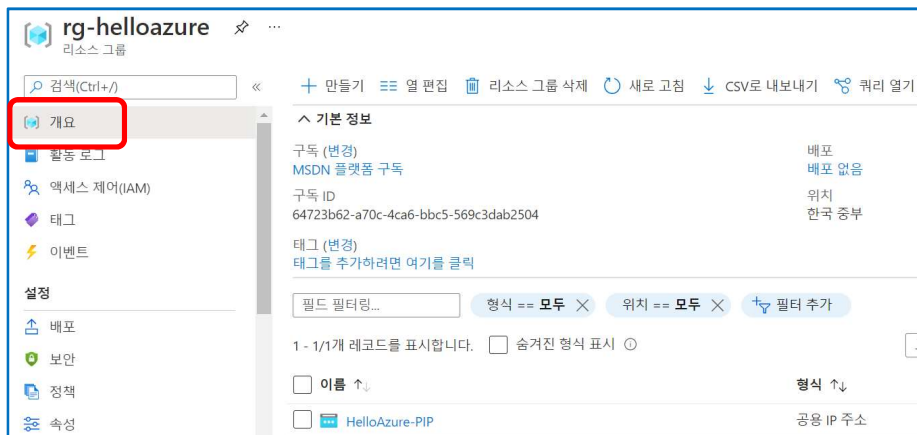 rg-helloazure
리소스 그룹
검색(Ctrl+/)
만들기 열 편집 리소스 그룹 삭제 새로 고침 CSV로 내보내기 쿼리 열기
개요
활동 로그
액세스 제어(IAM)
태그
이벤트
설정
배포
보안
정책
속성
기본 정보
구독 (변경)
MSDN 플랫폼 구독
배포
배포 없음
구독 ID
64723b62-a70c-4ca6-bbc5-569c3dab2504
위치
한국 중부
태그 (변경)
태그를 추가하려면 여기를 클릭
필드 필터링... 형식 == 모두 위치 == 모두 필터 추가
1 - 1/1개 레코드를 표시합니다. 숨겨진 형식 표시
이름 ↑↓ 형식 ↑↓
HelloAzure-PIP 공용 IP 주소